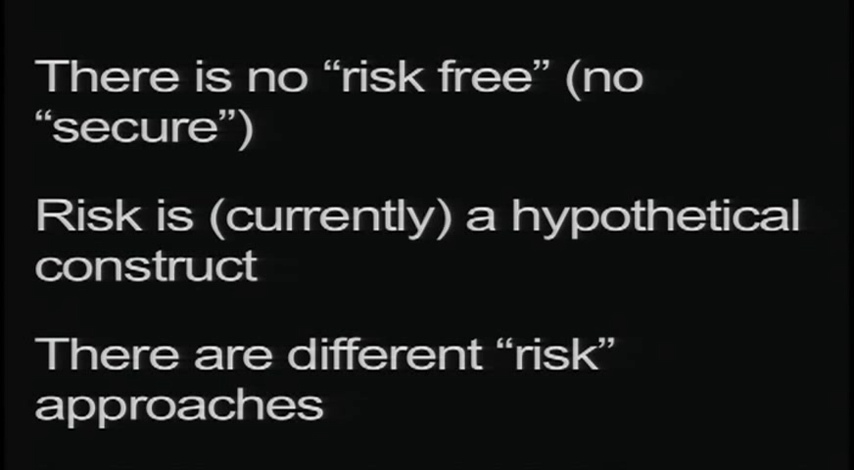 There is no “risk free” (no
“secure”)
Risk is (currently) a hypothetical
construct
There are different “risk”
approaches